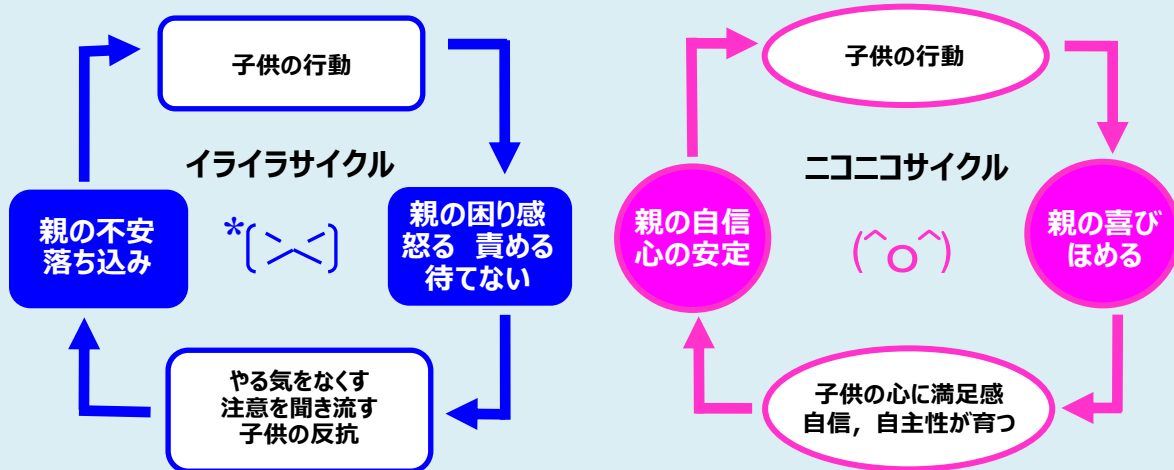 子供の行動
イライラサイクル
親の困り感
怒る 責める
待てない
やる気をなくす
注意を聞き流す
子供の反抗
親の不安
落ち込み
子供の行動
ニコニコサイクル
親の喜び
ほめる
子供の心に満足感
自信，自主性が育つ
親の自信
心の安定
(^o^)